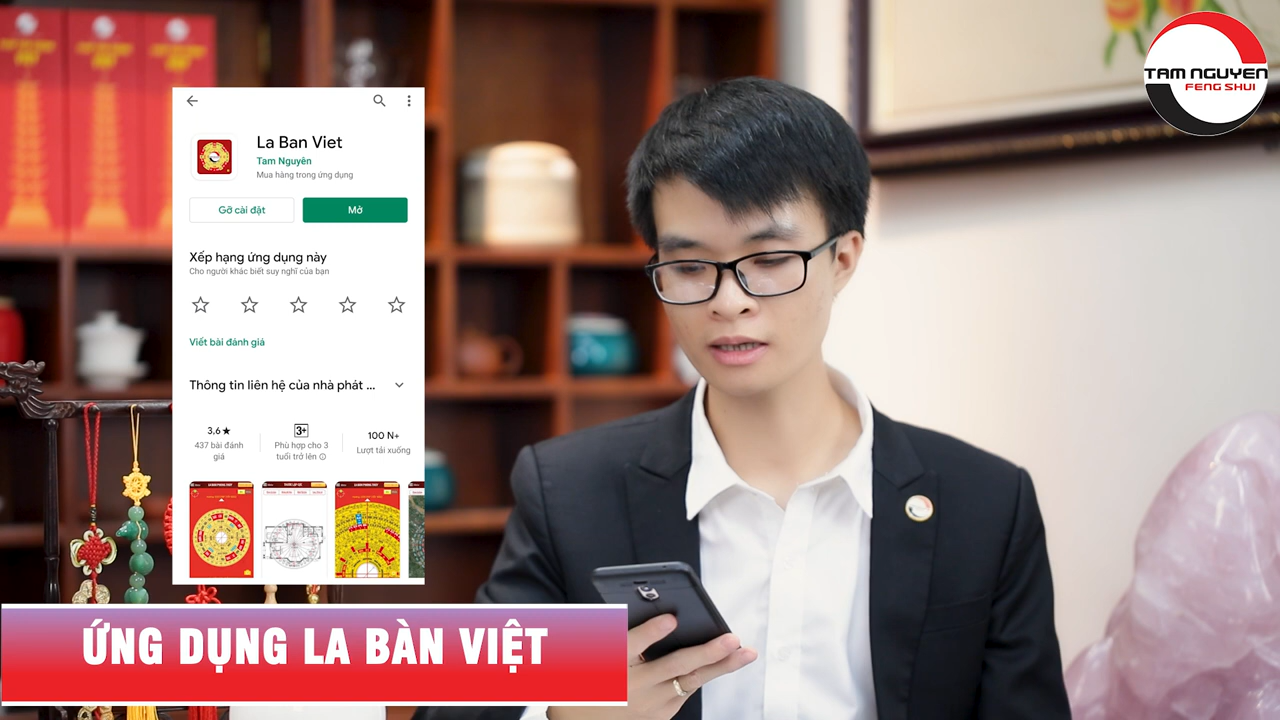 TAM NGUYEN
FENG SHUI
La Ban Viet
Tam Nguyên
Mua hàng trong ứng dụng
Gỡ cài đặt
Mở
Xếp hạng ứng dụng này
Cho người khác biết suy nghĩ của bạn
Viết bài đánh giá
Thông tin liên hệ của nhà phát ...
3,6★
437 bài đánh
giá
3+
Phù hợp cho 3
tuổi trở lên
100 N+
Lượt tải xuống
ỨNG DỤNG LA BÀN VIỆT